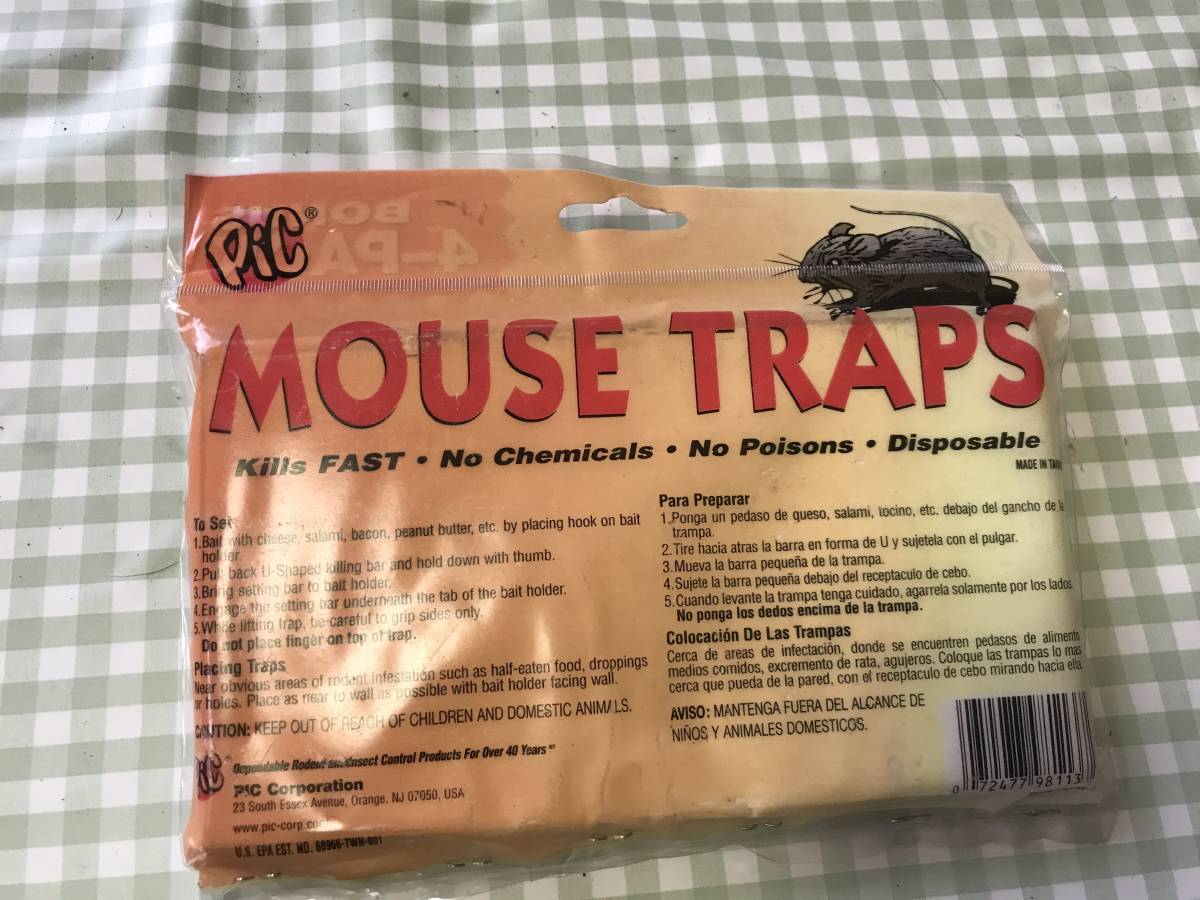 PiC®
MOUSE TRAPS
Kills FAST • No Chemicals • No Poisons • Disposable
MADE IN
To Set
1.Bait with cheese, salami, bacon, peanut butter, etc. by placing hook on bait
holder.
2.Pull back U-Shaped killing bar and hold down with thumb.
3.Bring setting bar to bait holder.
4.Engage the setting bar underneath the tab of the bait holder.
5.While lifting trap, be careful to grip sides only.
Do not place finger on top of trap.
Placing Traps
Near obvious areas of rodent infestation such as half-eaten food, droppings
or holes. Place as near to wall as possible with bait holder facing wall.
CAUTION: KEEP OUT OF REACH OF CHILDREN AND DOMESTIC ANIMALS.
Dependable Rodent and Insect Control Products For Over 40 Years
PIC Corporation
23 South Essex Avenue, Orange, NJ 07050, USA
www.pic-corp.com
U.S. EPA EST. NO. 68966-TWN-001
Para Preparar
1.Ponga un pedaso de queso, salami, tocino, etc. debajo del gancho de la
trampa.
2.Tire hacia atras la barra en forma de U y sujetela con el pulgar.
3.Mueva la barra pequeña de la trampa.
4.Sujete la barra pequeña debajo del receptaculo de cebo.
5.Cuando levante la trampa tenga cuidado, agarrela solamente por los lados
No ponga los dedos encima de la trampa.
Colocación De Las Trampas
Cerca de areas de infectación, donde se encuentren pedasos de alimento
medios comidos, excremento de rata, agujeros. Coloque las trampas lo mas
cerca que pueda de la pared, con el receptaculo de cebo mirando hacia ella.
AVISO: MANTENGA FUERA DEL ALCANCE DE
NIÑOS Y ANIMALES DOMESTICOS.
0 72477 98113